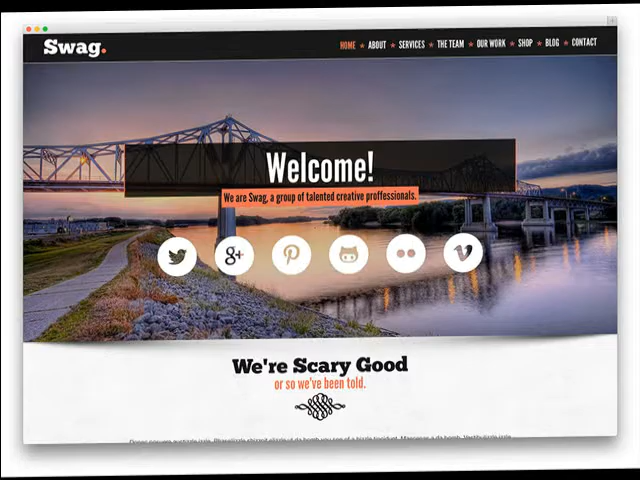 Swag.
HOME ★ ABOUT ★ SERVICES ★ THE TEAM ★ OUR WORK ★ SHOP ★ BLOG ★ CONTACT
Welcome!
We are Swag, a group of talented creative proffessionals.
g+
We're Scary Good
or so we've been told.